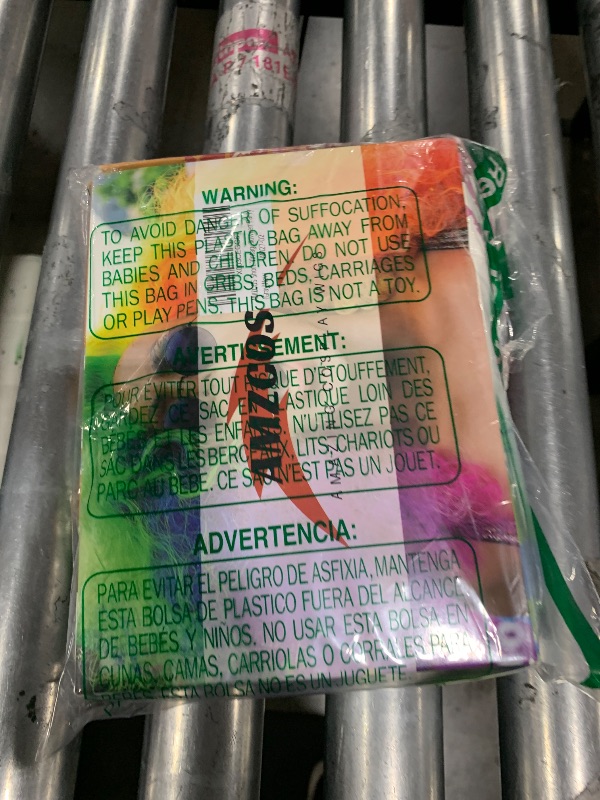 WARNING:
TO AVOID DANGER OF SUFFOCATION,
KEEP THIS PLASTIC BAG AWAY FROM
BABIES AND CHILDREN. DO NOT USE
THIS BAG IN CRIBS, BEDS, CARRIAGES
OR PLAY PENS. THIS BAG IS NOT A TOY.
AVERTISSEMENT:
POUR EVITER TOUT RISQUE D'ETOUFFEMENT,
GARDEZ CE SAC EN PLASTIQUE LOIN DES
BEBES ET LES ENFANTS. N'UTILISEZ PAS CE
SAC DANS LES BERCEAUX, LITS, CHARIOTS OU
PARC AU BEBE. CE SAC N'EST PAS UN JOUET.
AMZCOS
ADVERTENCIA:
PARA EVITAR EL PELIGRO DE ASFIXIA, MANTENGA
ESTA BOLSA DE PLASTICO FUERA DEL ALCANCE
DE BEBES Y NIÑOS. NO USAR ESTA BOLSA EN
CUNAS, CAMAS, CARRIOLAS O CORRALES PARA
ESTA BOLSA NO ES UN JUGUETE